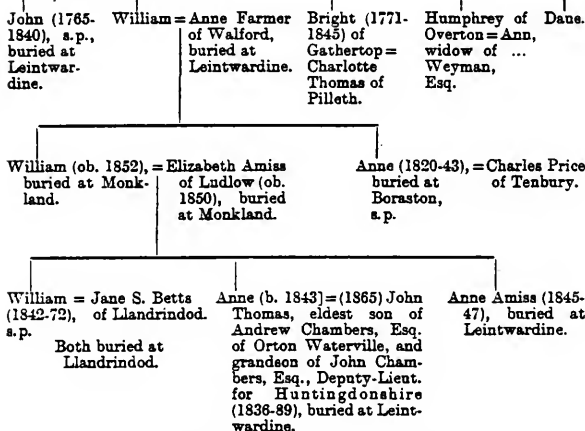 John (1765-
1840), s.p.,
buried at
Leintwar-
dine.
William = Anne Farmer
of Walford,
buried at
Leintwardine.
Bright (1771-
1845) of
Gathertop =
Charlotte
Thomas of
Pilleth.
Humphrey of
Overton = Ann,
widow of ...
Weyman,
Esq.
Dane.
William (ob. 1852), = Elizabeth Amiss
buried at Monk-
land.
of Ludlow (ob.
1850), buried
at Monkland.
Anne (1820-43), = Charles Price
buried at
Boraston,
s.p.
of Tenbury.
William = Jane S. Betts
(1842-72), of Llandrindod.
s.p.
Both buried at
Llandrindod.
Anne (b. 1843] = (1865) John
Thomas, eldest son of
Andrew Chambers, Esq.
of Orton Waterville, and
grandson of John Cham-
bers, Esq., Deputy-Lieut.
for Huntingdonshire
(1836-89), buried at Leint-
wardine.
Anne Amiss (1845-
47), buried at
Leintwardine.